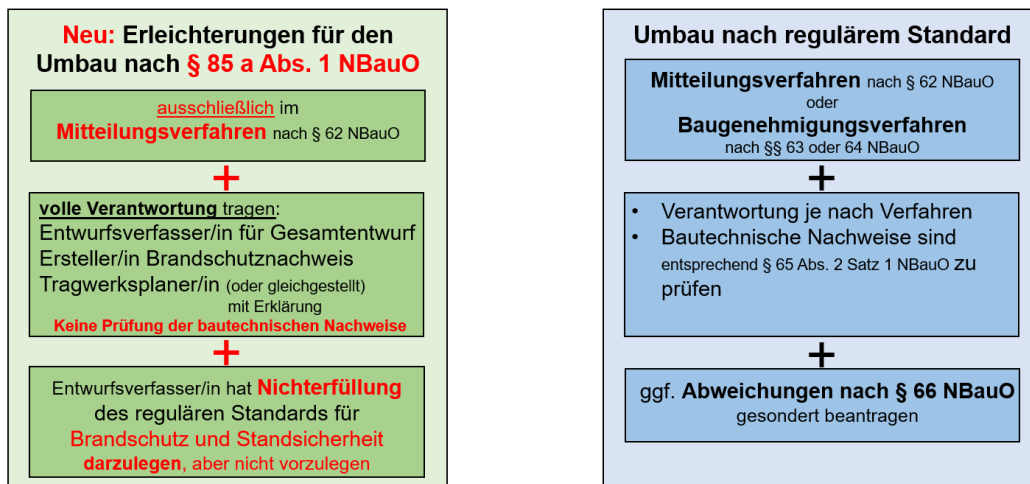 Neu: Erleichterungen für den
Umbau nach § 85 a Abs. 1 NBauO
ausschließlich im
Mitteilungsverfahren nach § 62 NBauO
+
volle Verantwortung tragen:
Entwurfsverfasser/in für Gesamtentwurf
Ersteller/in Brandschutznachweis
Tragwerksplaner/in (oder gleichgestellt)
mit Erklärung
Keine Prüfung der bautechnischen Nachweise
+
Entwurfsverfasser/in hat Nichterfüllung
des regulären Standards für
Brandschutz und Standsicherheit
darzulegen, aber nicht vorzulegen
Umbau nach regulärem Standard
Mitteilungsverfahren nach § 62 NBauO
oder
Baugenehmigungsverfahren
nach §§ 63 oder 64 NBauO
+
• Verantwortung je nach Verfahren
• Bautechnische Nachweise sind
entsprechend § 65 Abs. 2 Satz 1 NBauO zu
prüfen
+
ggf. Abweichungen nach § 66 NBauO
gesondert beantragen